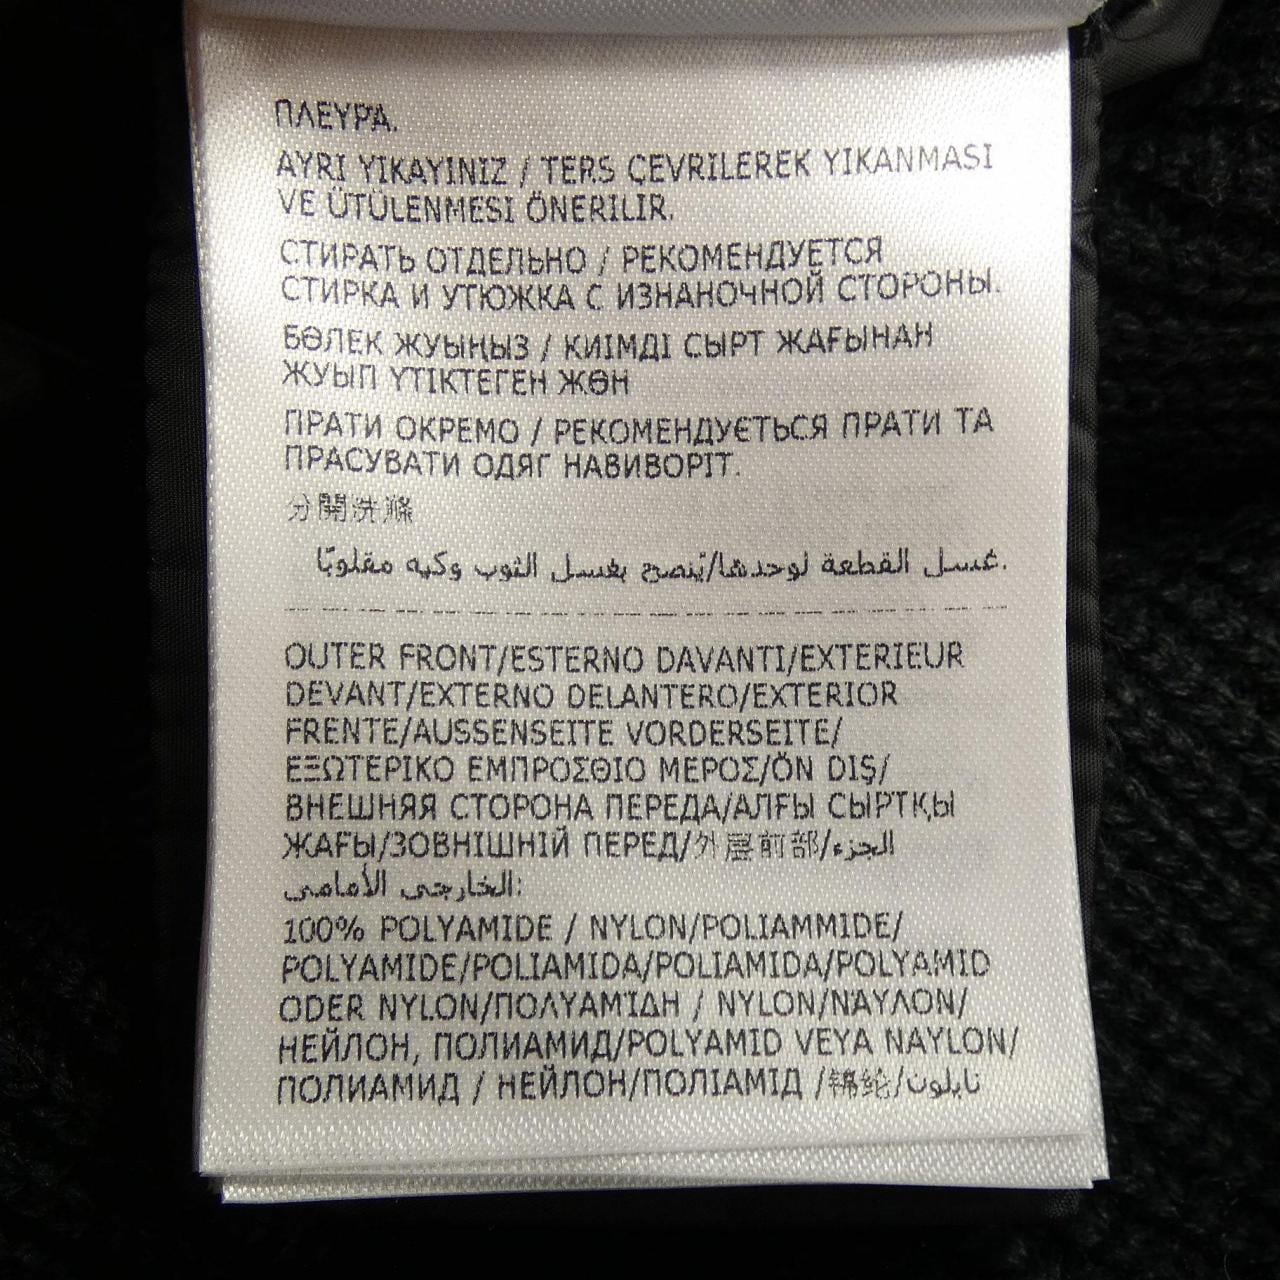 ΠΛΕΥΡΑ.
AYRI YIKAYINIZ / TERS ÇEVRILEREK YIKANMASI
VE ÜTÜLENMESI ÖNERILIR.
СТИРАТЬ ОТДЕЛЬНО / РЕКОМЕНДУЕТСЯ
СТИРКА И УТЮЖКА С ИЗНАНОЧНОЙ СТОРОНЫ.
БӨЛЕК ЖУЫҢЫЗ / КИІМДІ СЫРТ ЖАҒЫНАН
ЖУЫП ҮТІКТЕГЕН ЖӨН
ПРАТИ ОКРЕМО / РЕКОМЕНДУЄТЬСЯ ПРАТИ ТА
ПРАСУВАТИ ОДЯГ НАВИВОРІТ.
分開洗滌
غسل القطعة لوحدها/يُنصح بغسل الثوب وكيه مقلوبًا.
OUTER FRONT/ESTERNO DAVANTI/EXTERIEUR
DEVANT/EXTERNO DELANTERO/EXTERIOR
FRENTE/AUSSENSEITE VORDERSEITE/
ΕΞΩΤΕΡΙΚΟ ΕΜΠΡΟΣΘΙΟ ΜΕΡΟΣ/ÖN DIŞ/
ВНЕШНЯЯ СТОРОНА ПЕРЕДА/АЛҒЫ СЫРТҚЫ
ЖАҒЫ/ЗОВНІШНІЙ ПЕРЕД/外層前部/الجزء
الخارجي الأمامي:
100% POLYAMIDE / NYLON/POLIAMMIDE/
POLYAMIDE/POLIAMIDA/POLIAMIDA/POLYAMID
ODER NYLON/ΠΟΛΥΑΜΊΔΗ / NYLON/ΝΆΥΛΟΝ/
НЕЙЛОН, ПОЛИАМИД/POLYAMID VEYA NAYLON/
ПОЛИАМИД / НЕЙЛОН/ПОЛІАМІД /錦纶/نايلون